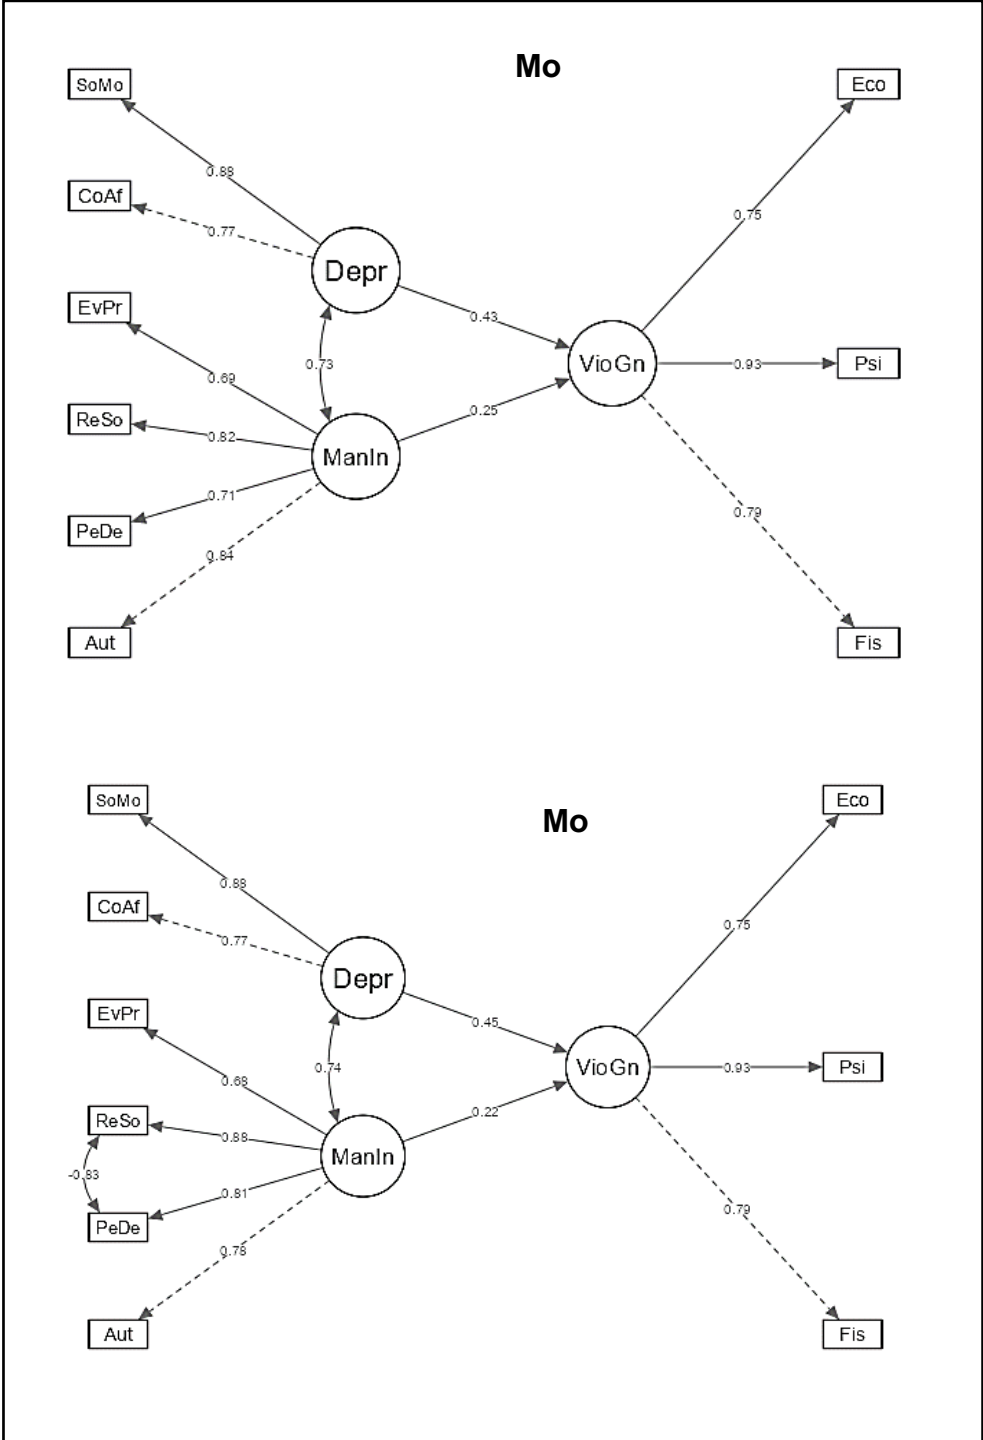 Mo
SoMo
Eco
0.88
CoAf
0.75
0.77
Depr
EvPr
0.43
0.73
VioGn
0.93
Psi
0.69
ReSo
0.82
0.25
ManIn
0.71
0.79
PeDe
0.84
Aut
Fis
SoMo
Eco
Mo
0.88
CoAf
0.75
0.77
Depr
EvPr
0.45
0.74
VioGn
0.93
Psi
0.68
ReSo
0.88
0.22
ManIn
-0.83
0.81
0.79
PeDe
0.78
Aut
Fis